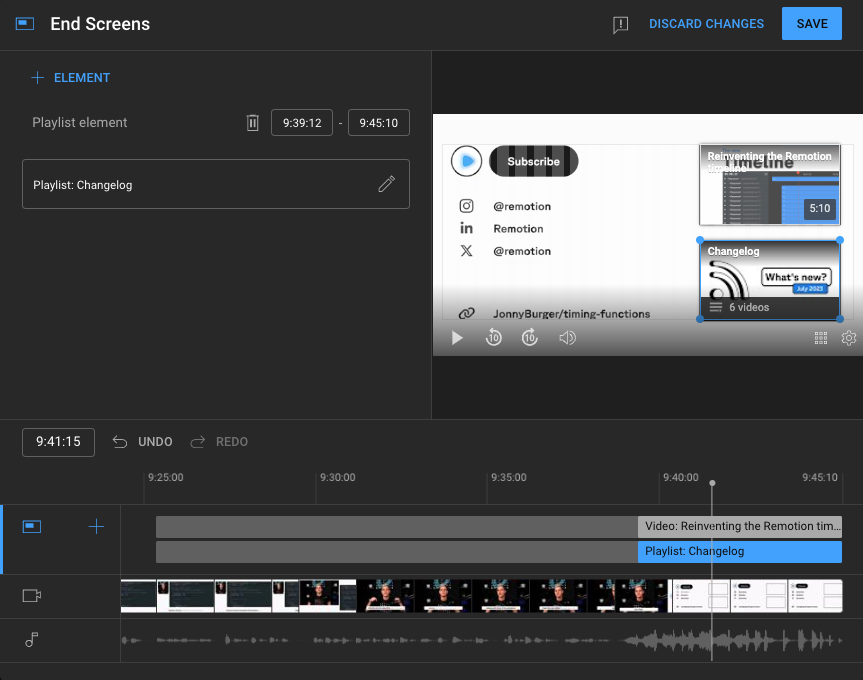 End Screens
DISCARD CHANGES
SAVE
ELEMENT
Playlist element
9:39:12 - 9:45:10
Playlist: Changelog
Subscribe
@remotion
Remotion
@remotion
JonnyBurger/timing-functions
Reinventing the Remotion
timeline
Timeline
5:10
Changelog
What's new?
July 2023
6 videos
10
10
9:41:15
UNDO
REDO
9:25:00
9:30:00
9:35:00
9:40:00
9:45:10
Video: Reinventing the Remotion tim...
Playlist: Changelog